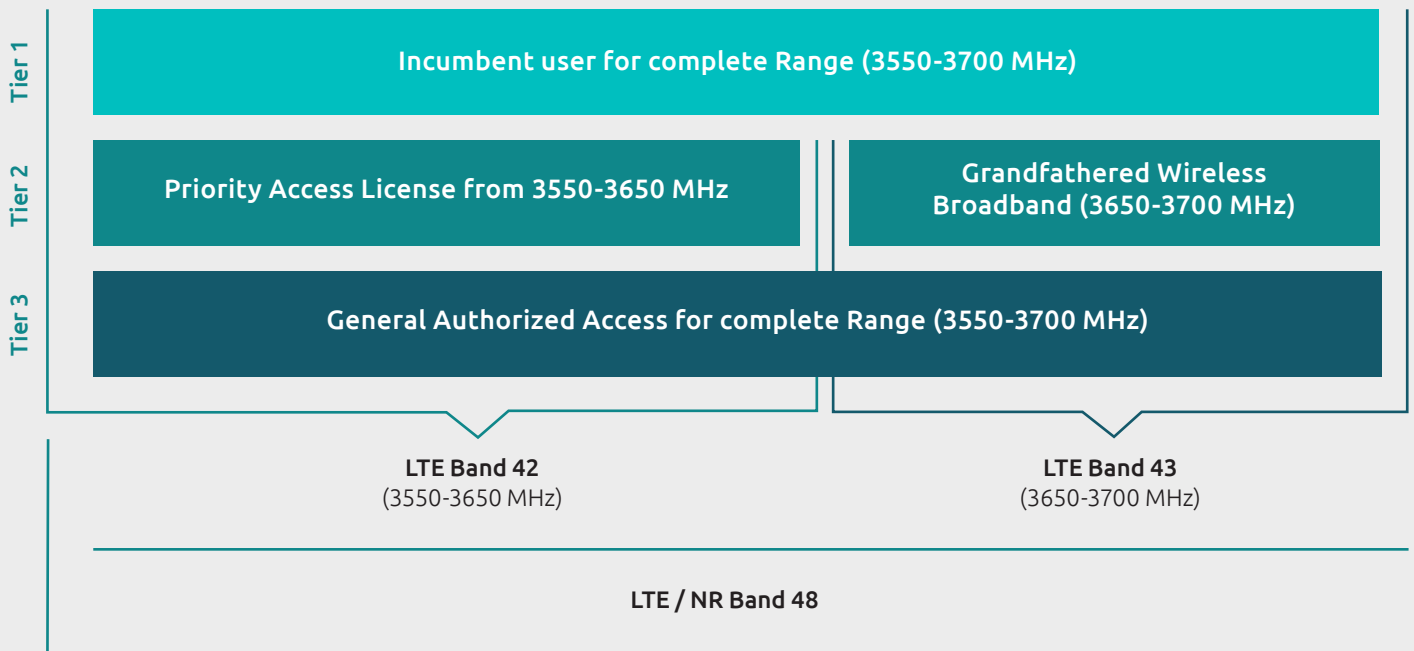 Tier 1
Incumbent user for complete Range (3550-3700 MHz)
Tier 2
Priority Access License from 3550-3650 MHz
Grandfathered Wireless
Broadband (3650-3700 MHz)
Tier 3
General Authorized Access for complete Range (3550-3700 MHz)
LTE Band 42
(3550-3650 MHz)
LTE Band 43
(3650-3700 MHz)
LTE / NR Band 48